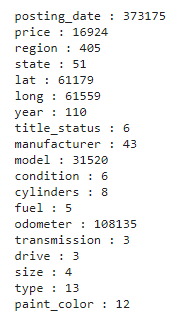 posting_date : 373175
price : 16924
region : 405
state : 51
lat : 61179
long : 61559
year : 110
title_status : 6
manufacturer : 43
model : 31520
condition : 6
cylinders : 8
fuel : 5
odometer : 108135
transmission : 3
drive : 3
size : 4
type : 13
paint_color : 12